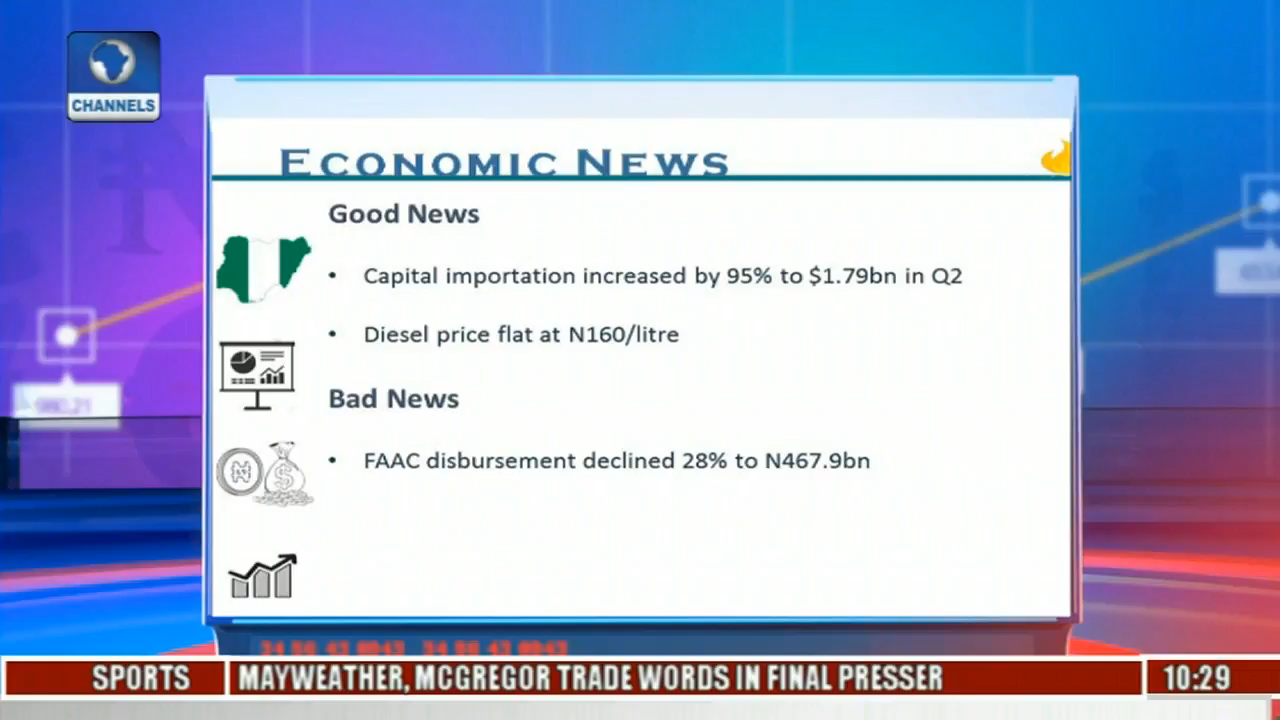 CHANNELS
ECONOMIC NEWS
Good News
• Capital importation increased by 95% to $1.79bn in Q2
• Diesel price flat at N160/litre
Bad News
• FAAC disbursement declined 28% to N467.9bn
SPORTS
MAYWEATHER, MCGREGOR TRADE WORDS IN FINAL PRESSER
10:29